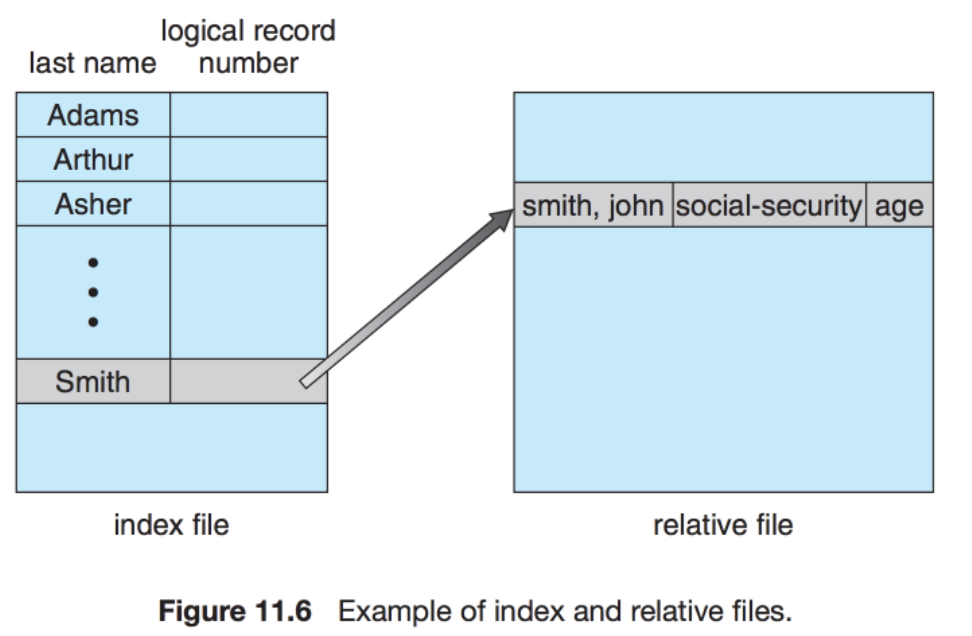 logical record
last name number
Adams
Arthur
Asher
Smith
index file
smith, john social-security age
relative file
Figure 11.6 Example of index and relative files.